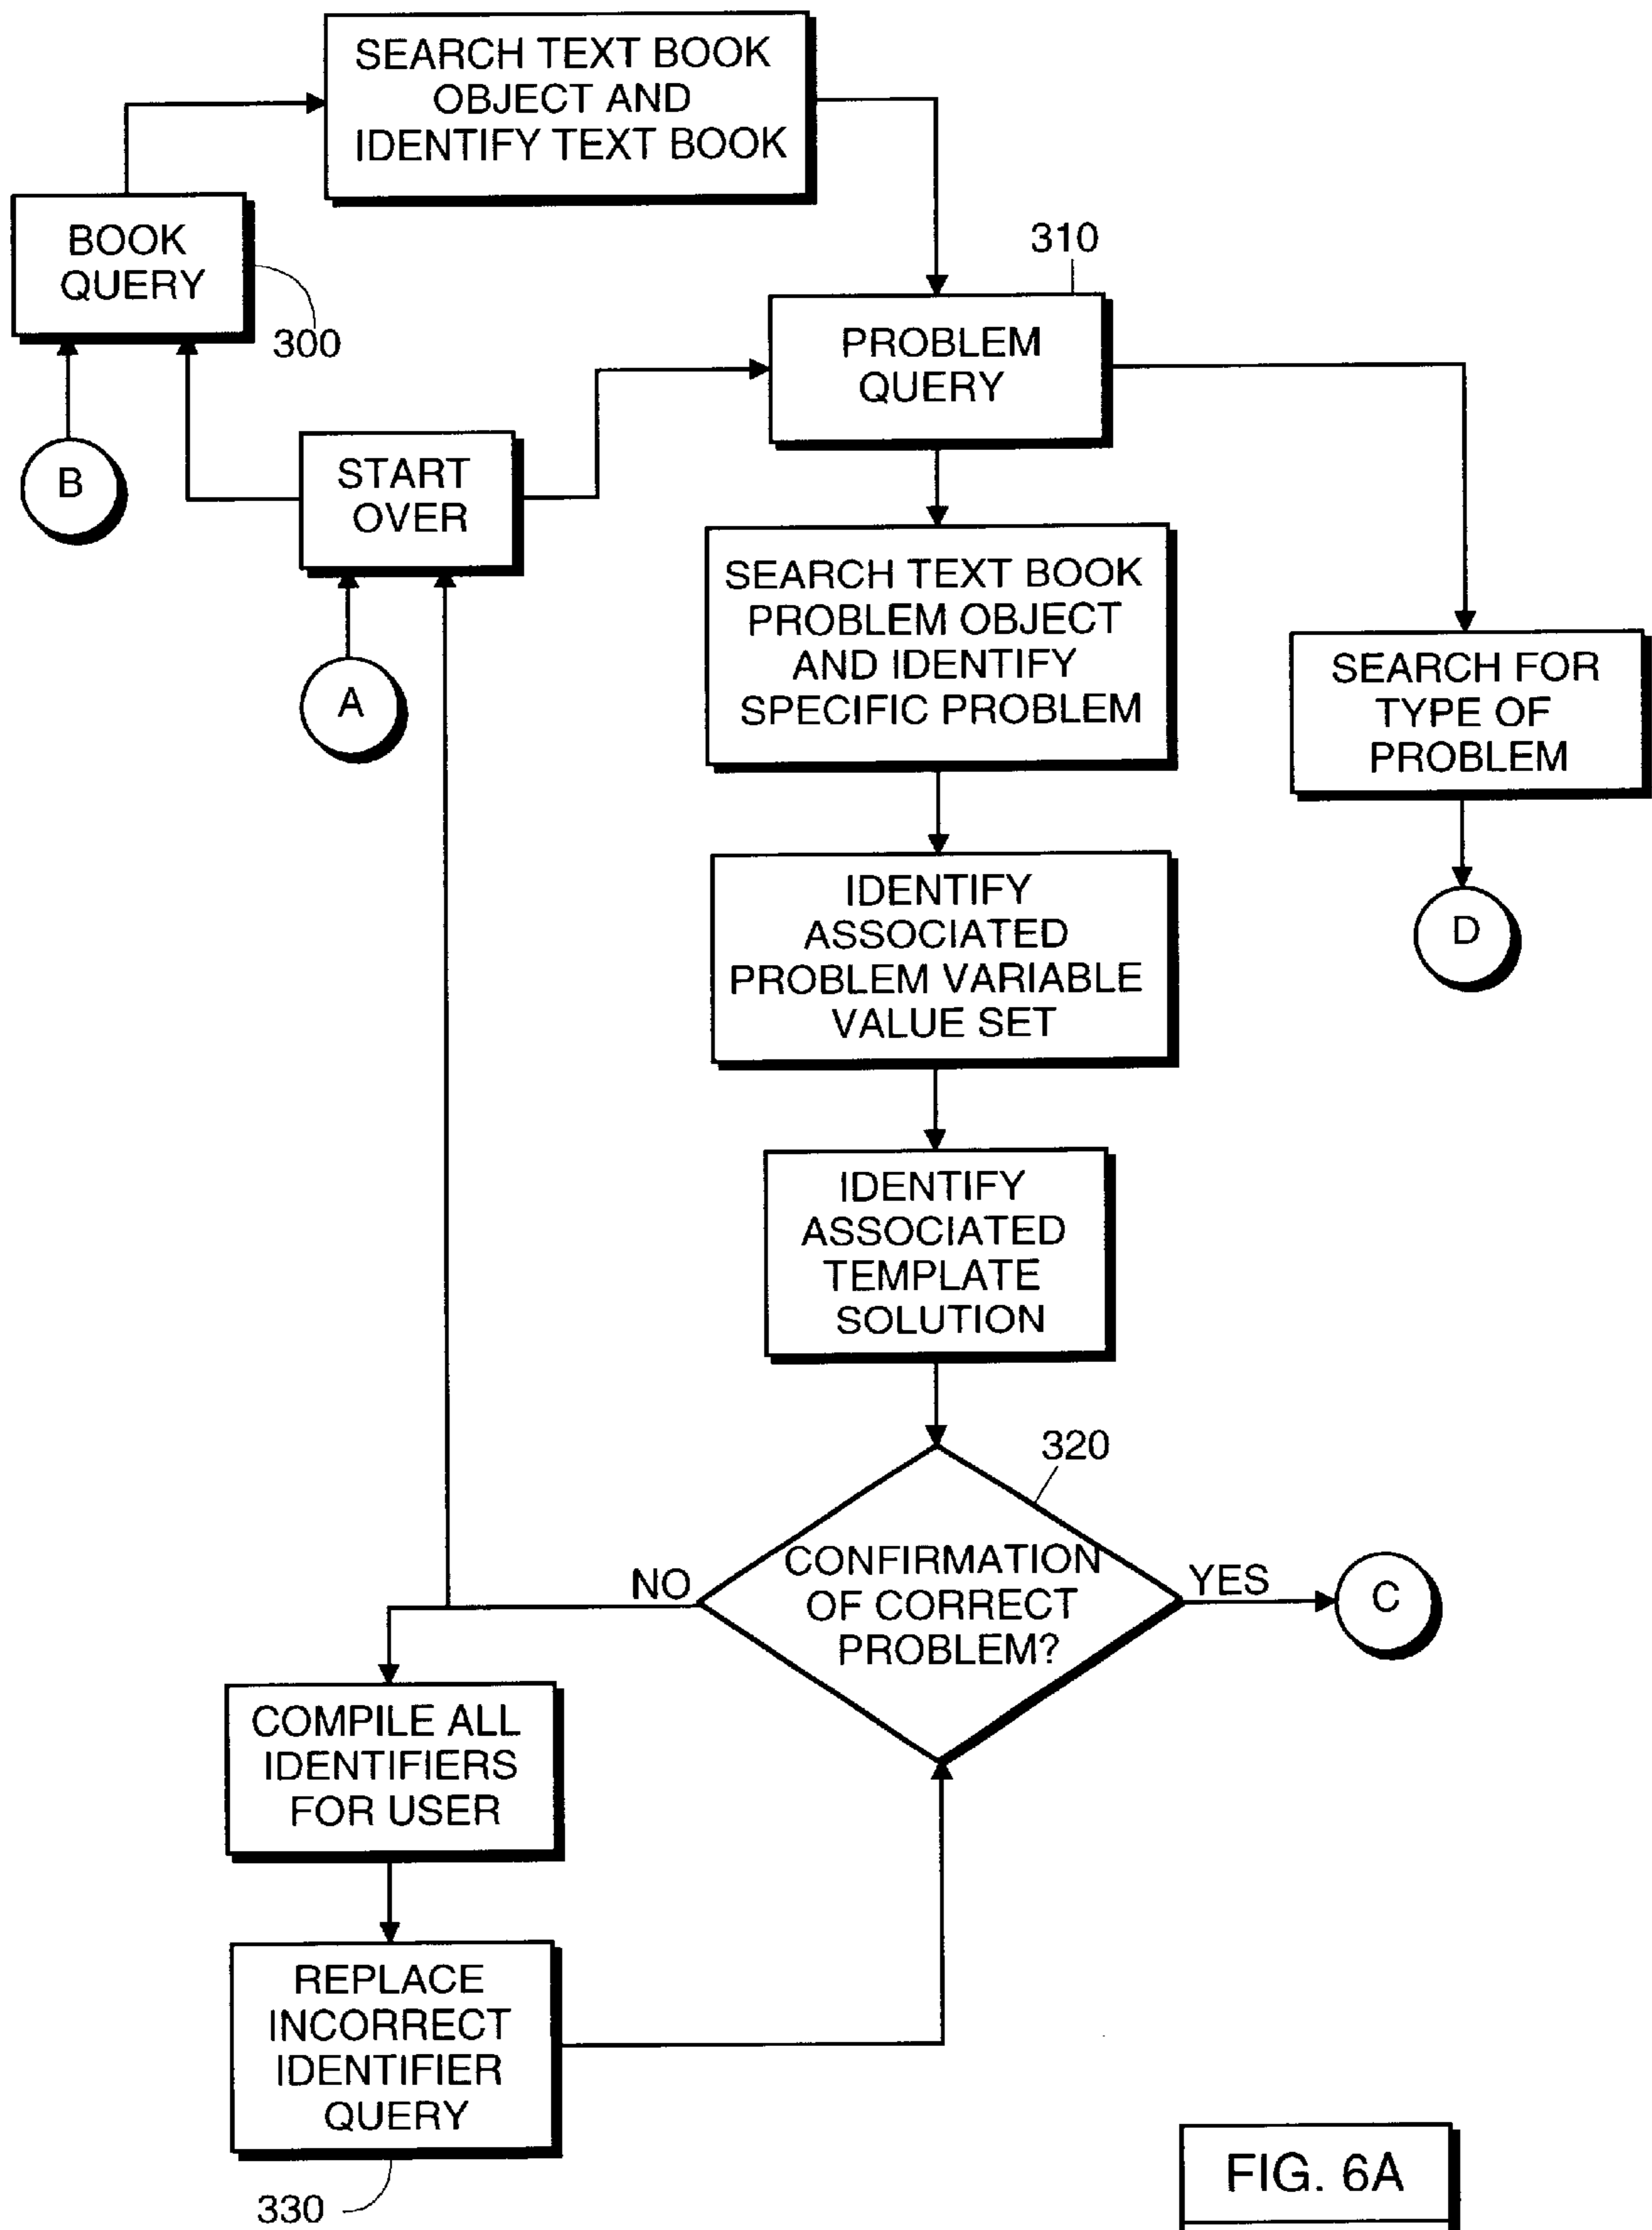 SEARCH TEXT BOOK
OBJECT AND
IDENTIFY TEXT BOOK
BOOK
QUERY
300
310
PROBLEM
QUERY
B
START
OVER
A
SEARCH TEXT BOOK
PROBLEM OBJECT
AND IDENTIFY
SPECIFIC PROBLEM
SEARCH FOR
TYPE OF
PROBLEM
D
IDENTIFY
ASSOCIATED
PROBLEM VARIABLE
VALUE SET
IDENTIFY
ASSOCIATED
TEMPLATE
SOLUTION
320
CONFIRMATION
OF CORRECT
PROBLEM?
NO
YES
C
COMPILE ALL
IDENTIFIERS
FOR USER
REPLACE
INCORRECT
IDENTIFIER
QUERY
330
FIG. 6A